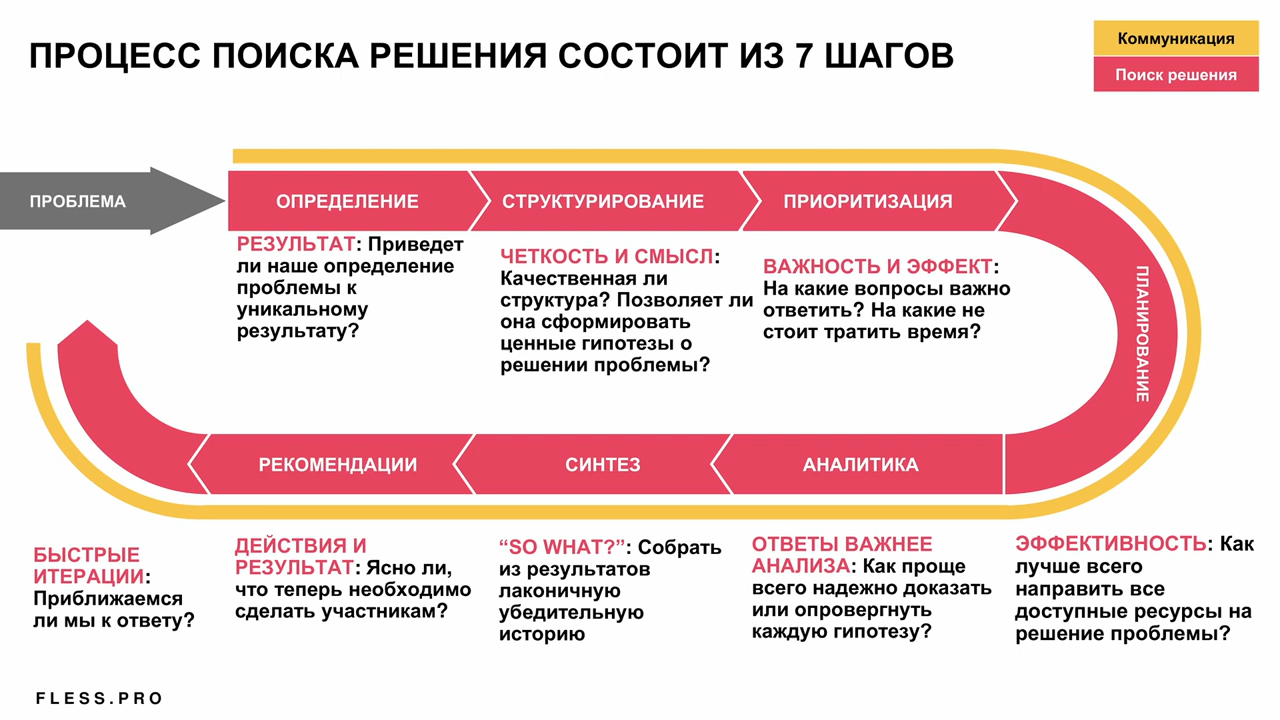 ПРОЦЕСС ПОИСКА РЕШЕНИЯ СОСТОИТ ИЗ 7 ШАГОВ
Коммуникация
Поиск решения
ПРОБЛЕМА
ОПРЕДЕЛЕНИЕ
СТРУКТУРИРОВАНИЕ
ПРИОРИТИЗАЦИЯ
РЕЗУЛЬТАТ: Приведет
ли наше определение
проблемы к
уникальному
результату?
ЧЕТКОСТЬ И СМЫСЛ:
Качественная ли
структура? Позволяет ли
она сформировать
ценные гипотезы о
решении проблемы?
ВАЖНОСТЬ И ЭФФЕКТ:
На какие вопросы важно
ответить? На какие не
стоит тратить время?
ПЛАНИРОВАНИЕ
РЕКОМЕНДАЦИИ
СИНТЕЗ
АНАЛИТИКА
БЫСТРЫЕ
ИТЕРАЦИИ:
Приближаемся
ли мы к ответу?
ДЕЙСТВИЯ И
РЕЗУЛЬТАТ: Ясно ли,
что теперь необходимо
сделать участникам?
“SO WHAT?”: Собрать
из результатов
лаконичную
убедительную
историю
ОТВЕТЫ ВАЖНЕЕ
АНАЛИЗА: Как проще
всего надежно доказать
или опровергнуть
каждую гипотезу?
ЭФФЕКТИВНОСТЬ: Как
лучше всего
направить все
доступные ресурсы на
решение проблемы?
FLESS.PRO